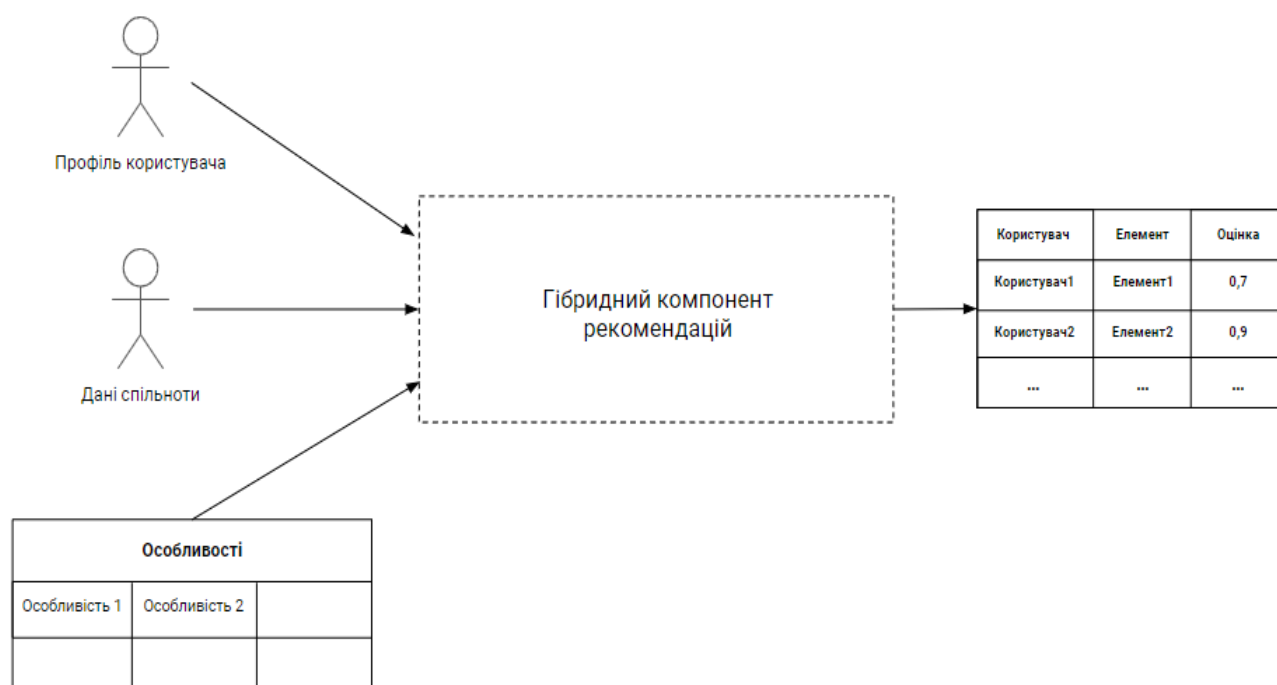 Профіль користувача
Дані спільноти
Особливості
Особливість 1 Особливість 2
Гібридний компонент
рекомендацій
Користувач Елемент Оцінка
Користувач1 Елемент1 0,7
Користувач2 Елемент2 0,9
... ... ...